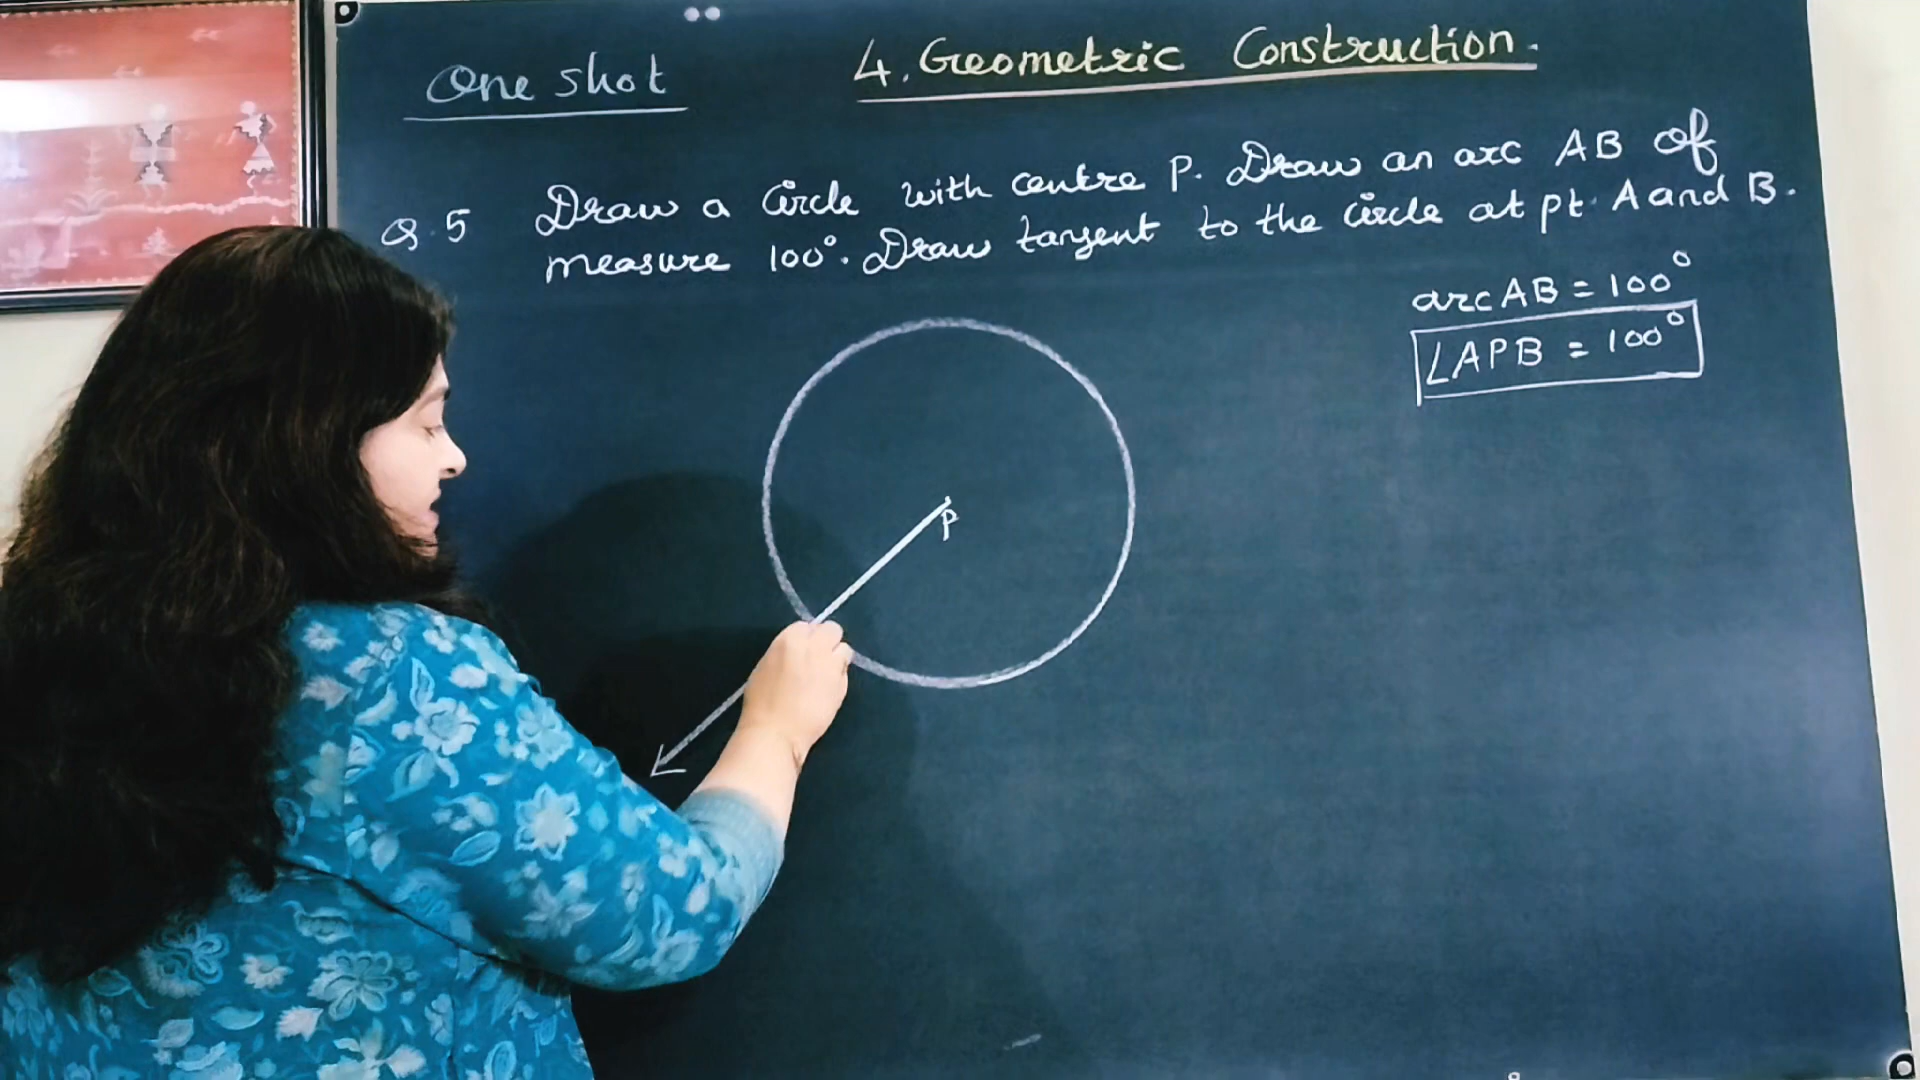 One shot
4. Geometric Construction.
Q.5 Draw a Circle with centre P. Draw an arc AB of
measure 100°. Draw tangent to the circle at pt. A and B.
arc AB = 100°
∠APB = 100°
P